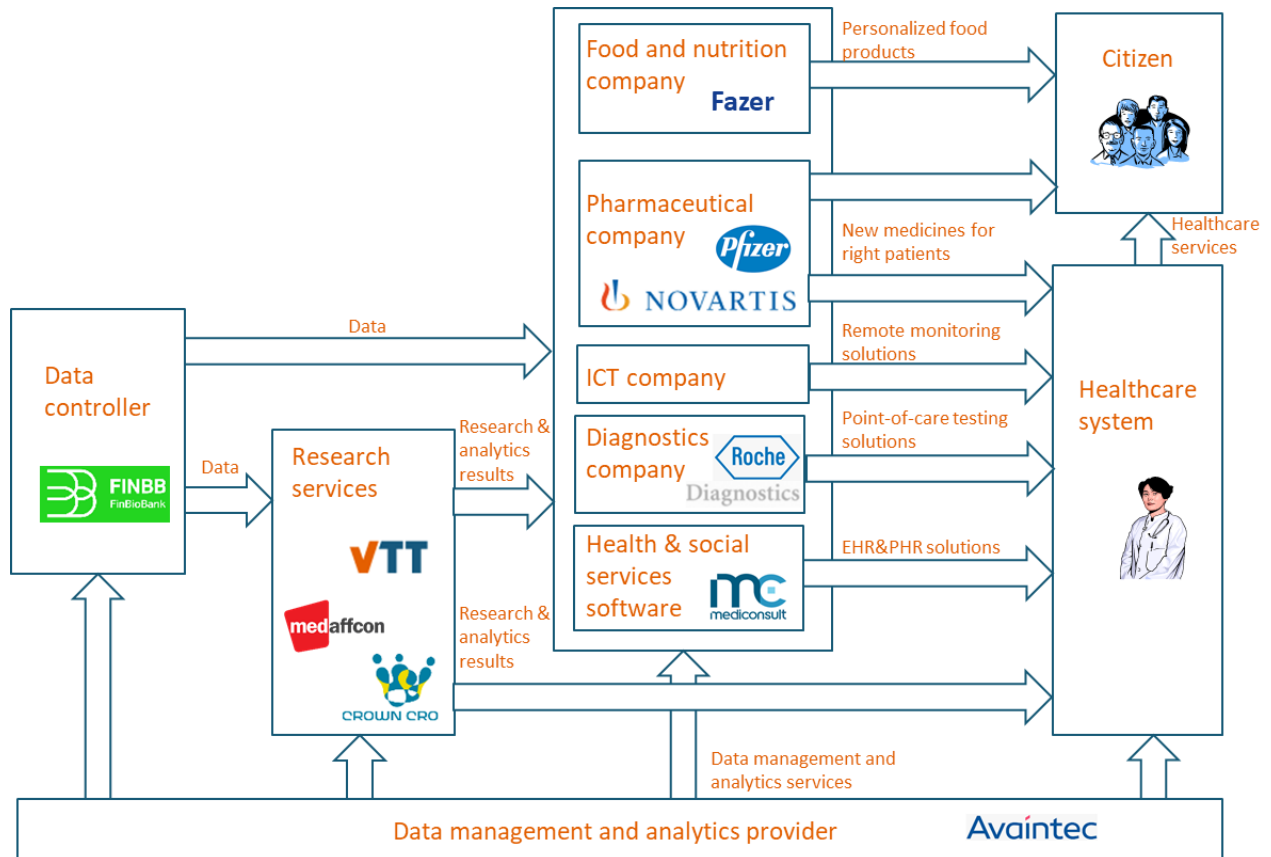 Food and nutrition
company
Fazer
Personalized food
products
Citizen
Pharmaceutical
company
Pfizer
NOVARTIS
New medicines for
right patients
Healthcare
services
Data
controller
FINBB
FinBioBank
Data
Data
Research
services
VTT
medaffcon
CROWN CRO
Research &
analytics
results
Research &
analytics
results
ICT company
Remote monitoring
solutions
Diagnostics
company
Roche
Diagnostics
Point-of-care testing
solutions
Health & social
services
software
mc
mediconsult
EHR&PHR solutions
Healthcare
system
Data management and
analytics services
Data management and analytics provider
Avaintec